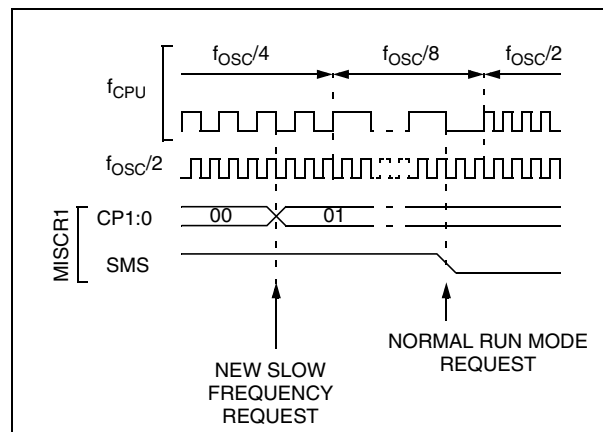 fOSC/4 fOSC/8 fOSC/2
fCPU
fOSC/2
MISCR1
CP1:0 00 01
SMS
NEW SLOW
FREQUENCY
REQUEST
NORMAL RUN MODE
REQUEST